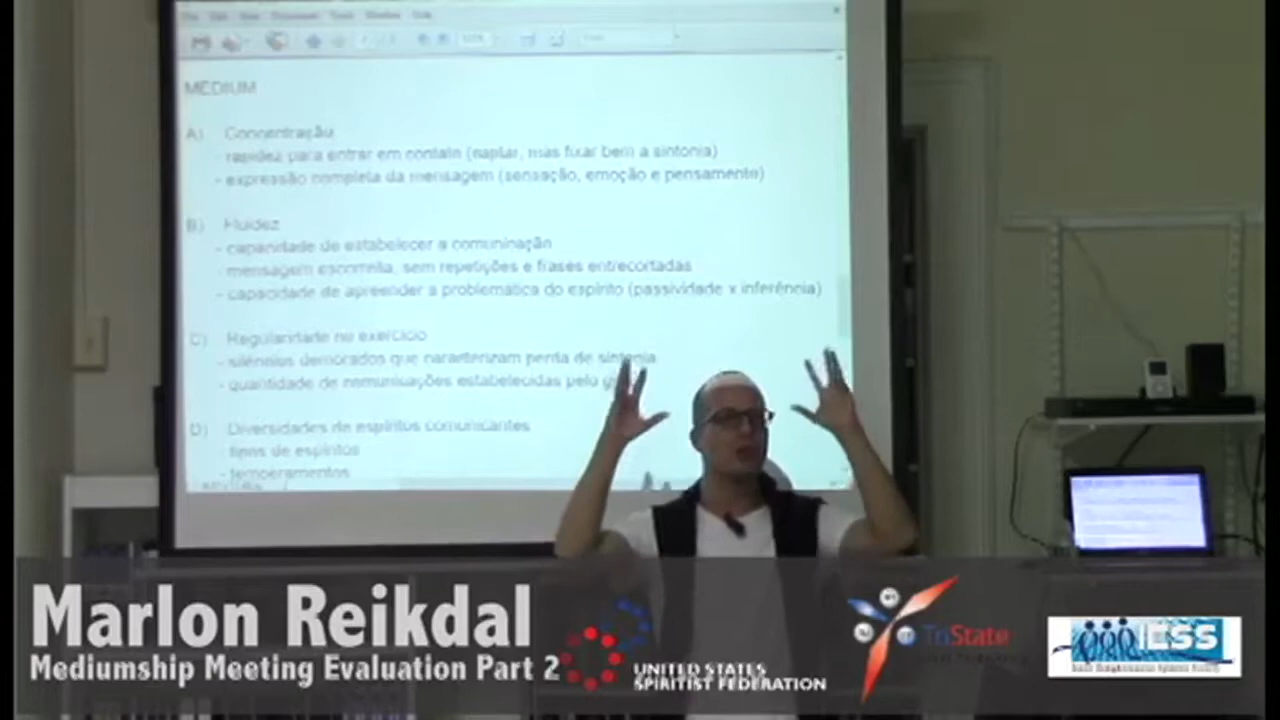 MEDIUM
A) Concentração
- rapidez para entrar em contato (captar, mas fixar bem a sintonia)
- expressão completa da mensagem (sensação, emoção e pensamento)
B) Fluidez
- capacidade de estabelecer a comunicação
- mensagem escorreita, sem repetições e frases entrecortadas
- capacidade de apreender a problemática do espírito (passividade x inferência)
C) Regularidade no exercício
- silêncios demorados que caracterizam perda de sintonia
- quantidade de comunicações estabelecidas pelo
D) Diversidades de espíritos comunicantes
- tipos de espíritos
- temperamentos
Marlon Reikdal
Mediumship Meeting Evaluation Part 2
UNITED STATES
SPIRITIST FEDERATION
TriState
ESS